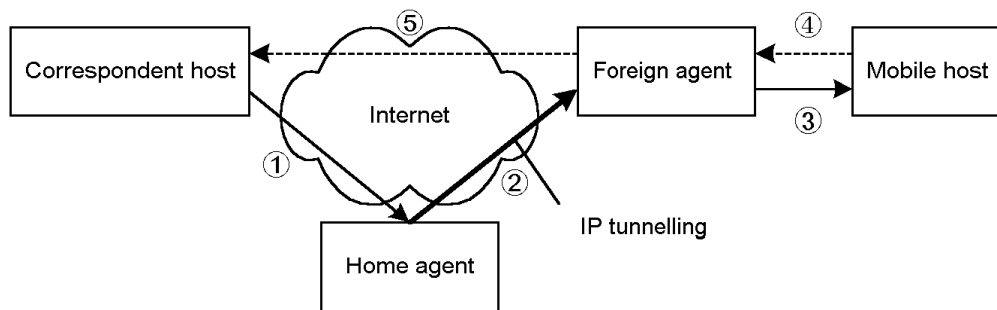 ⑤
④
Correspondent host
Foreign agent
Mobile host
Internet
③
①
②
IP tunnelling
Home agent